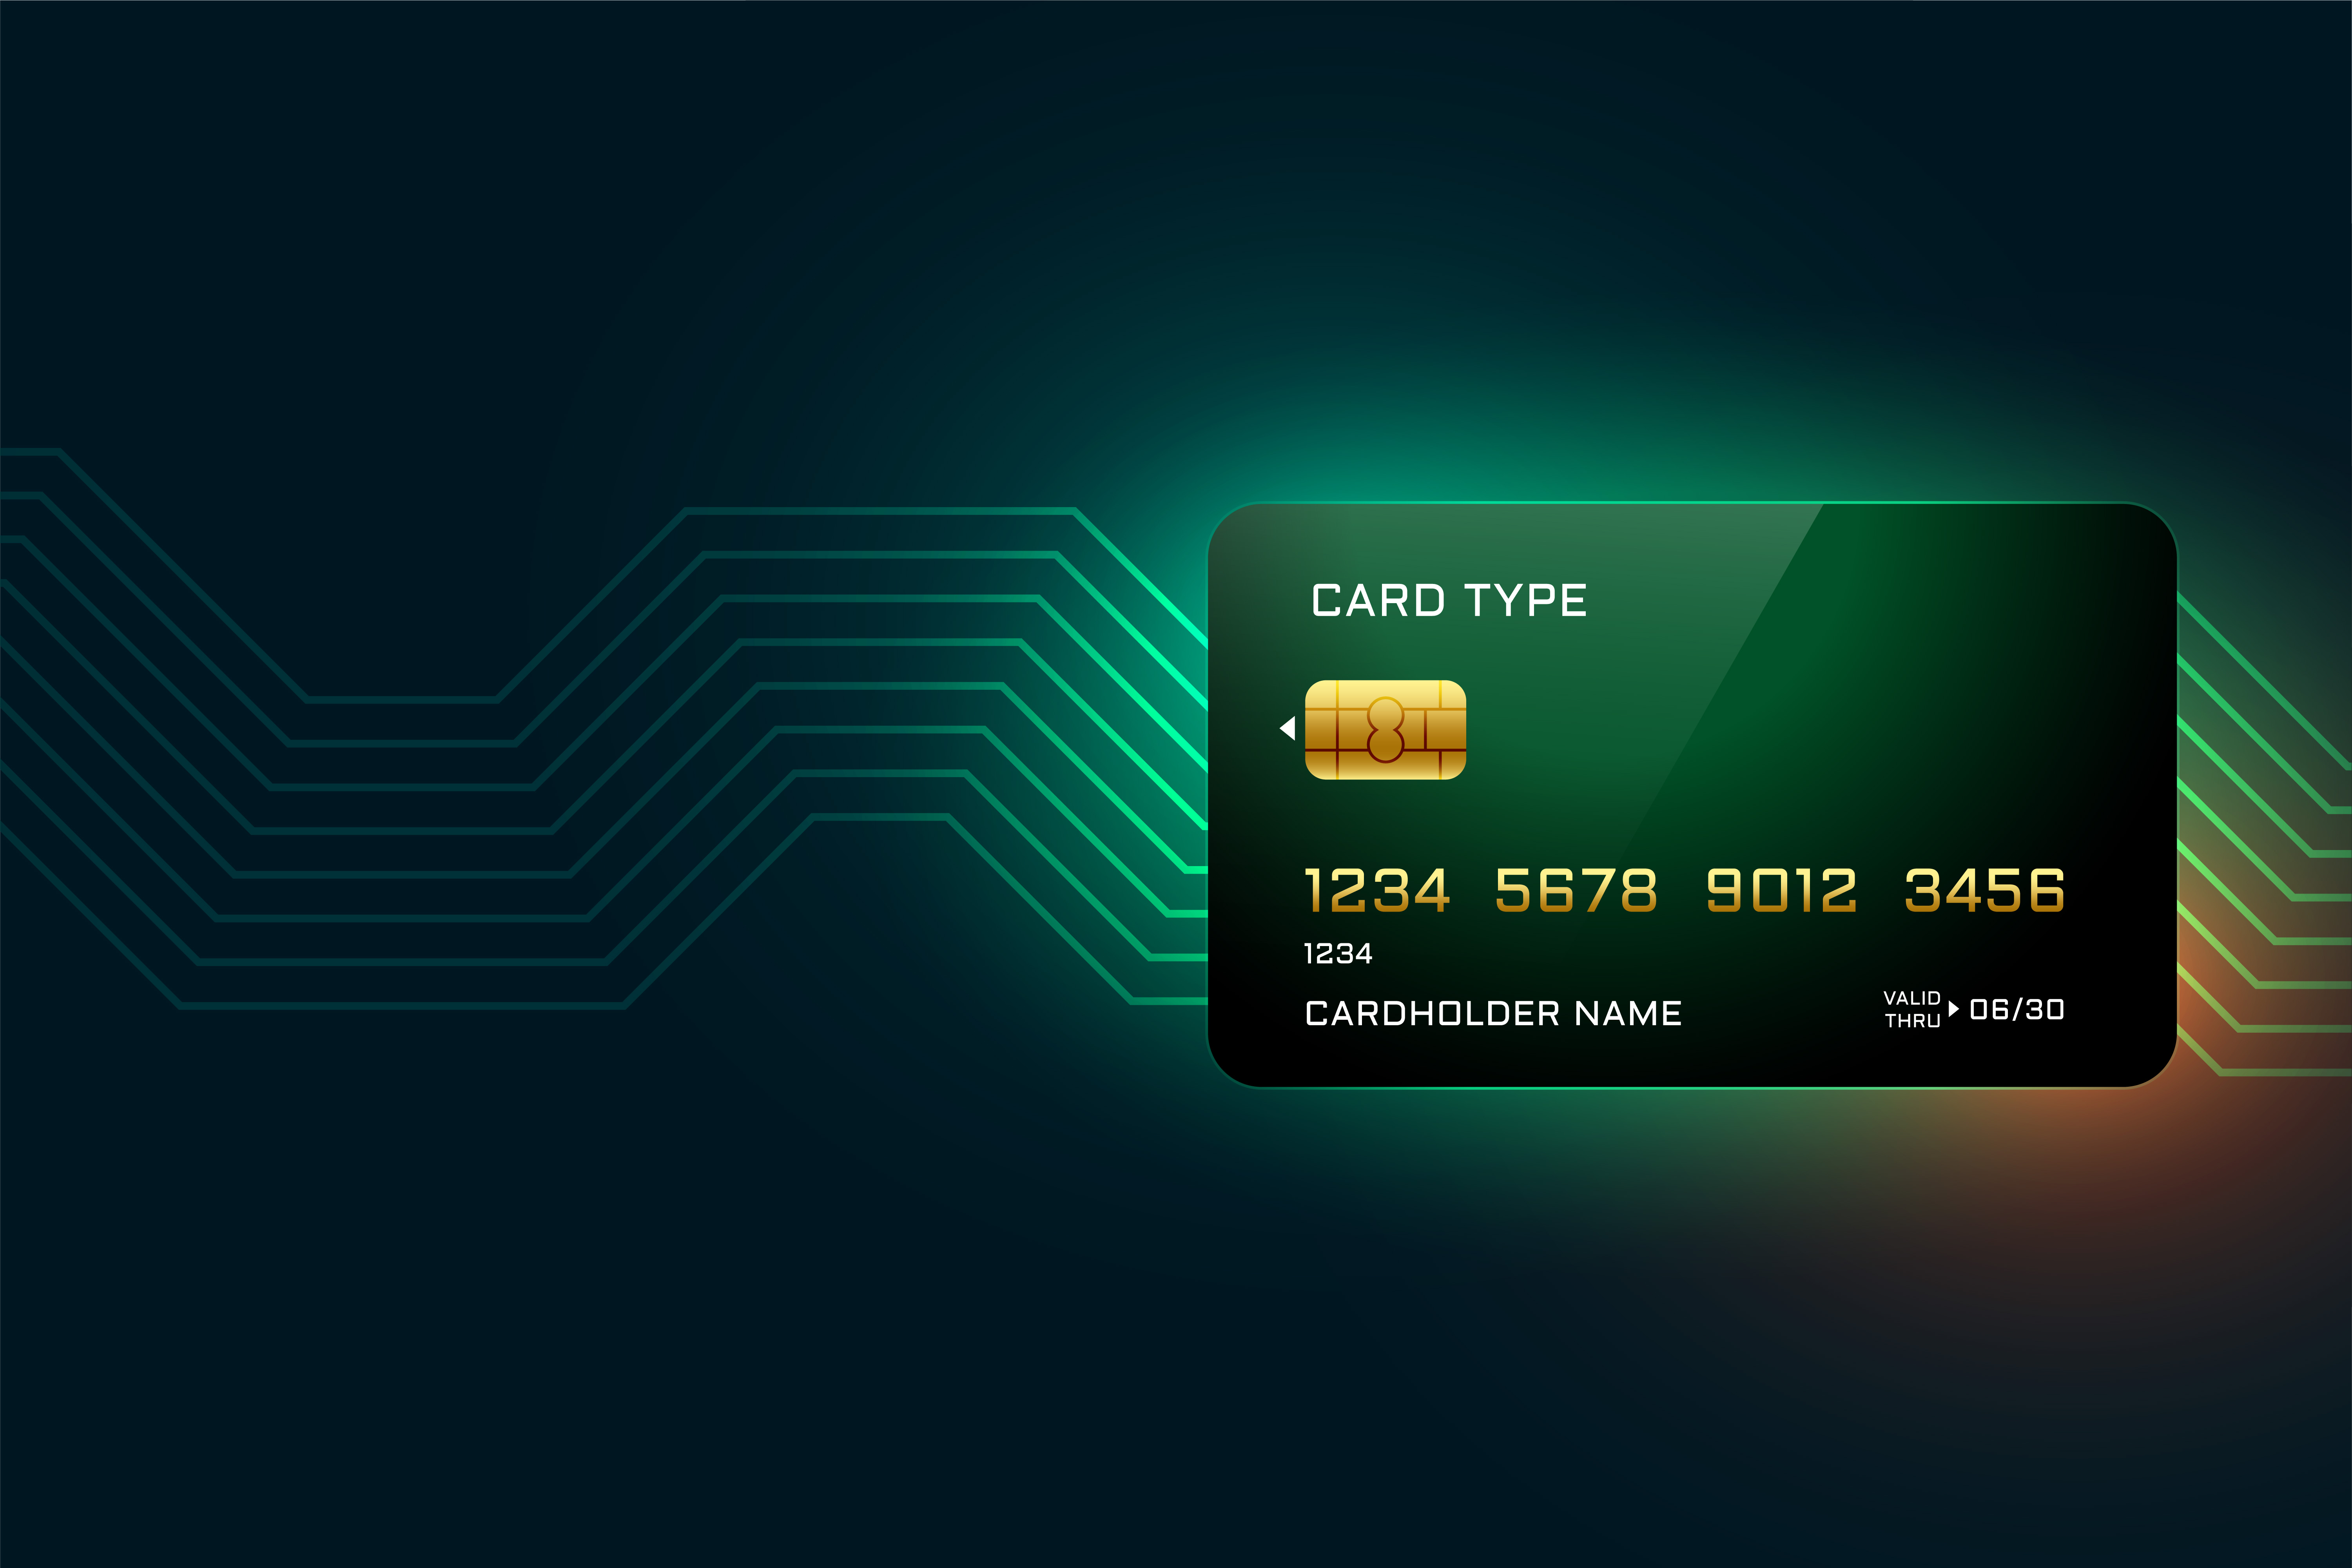 CARD TYPE
1234 5678 9012 3456
1234
CARDHOLDER NAME
VALID
THRU
06/30